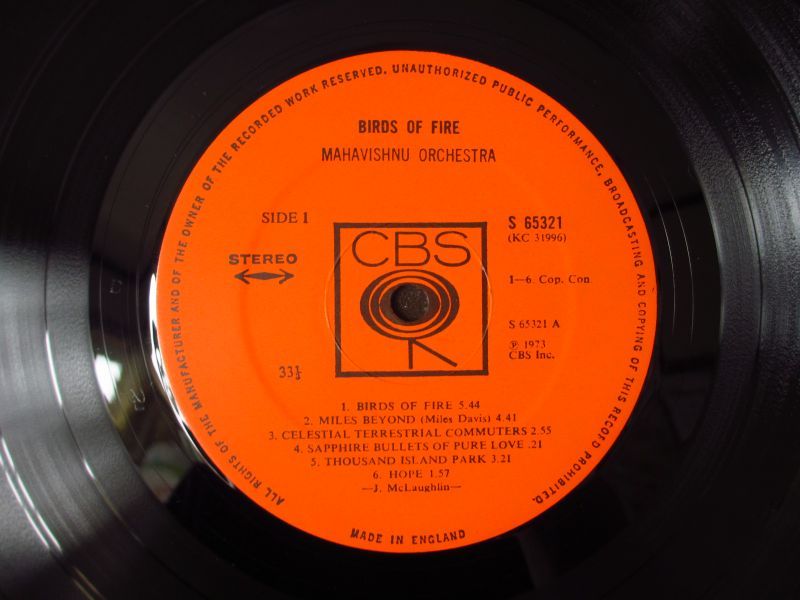 ALL RIGHTS OF THE MANUFACTURER AND OF THE OWNER OF THE RECORDED WORK RESERVED. UNAUTHORIZED PUBLIC PERFORMANCE, BROADCASTING AND COPYING OF THIS RECORD PROHIBITED.
BIRDS OF FIRE
MAHAVISHNU ORCHESTRA
SIDE 1
S 65321
(KC 31996)
STEREO
CBS
1—6. Cop. Con.
S 65321 A
℗ 1973
CBS Inc.
33⅓
1. BIRDS OF FIRE 5.44
2. MILES BEYOND (Miles Davis) 4.41
3. CELESTIAL TERRESTRIAL COMMUTERS 2.55
4. SAPPHIRE BULLETS OF PURE LOVE .21
5. THOUSAND ISLAND PARK 3.21
6. HOPE 1.57
—J. McLaughlin—
MADE IN ENGLAND